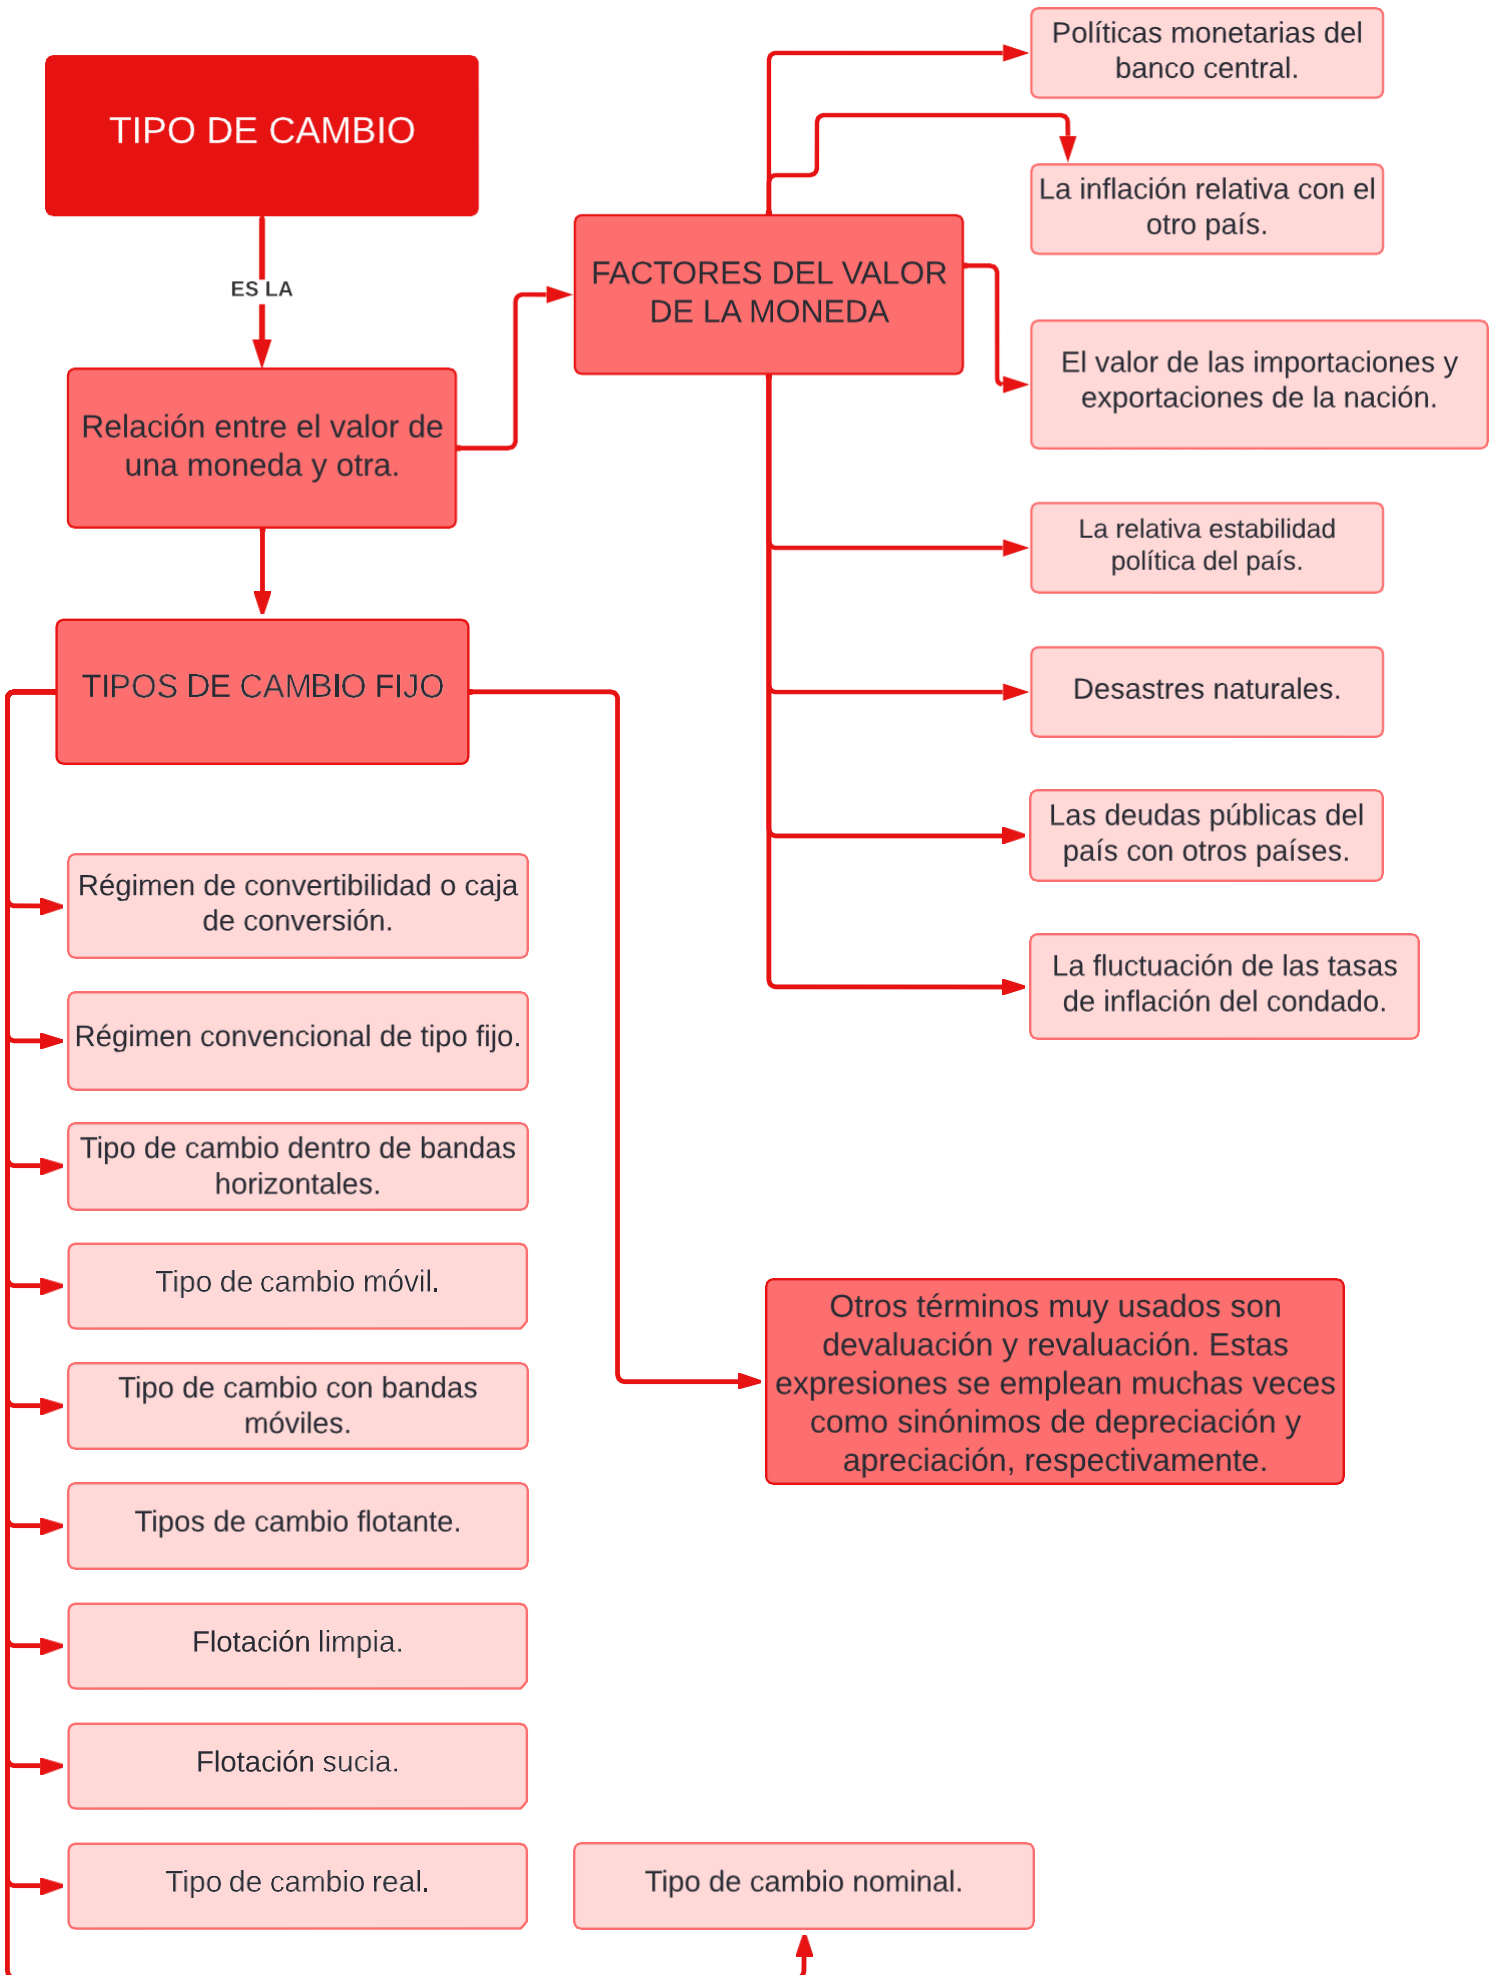 TIPO DE CAMBIO
ES LA
Relación entre el valor de
una moneda y otra.
FACTORES DEL VALOR
DE LA MONEDA
Políticas monetarias del
banco central.
La inflación relativa con el
otro país.
El valor de las importaciones y
exportaciones de la nación.
La relativa estabilidad
política del país.
Desastres naturales.
Las deudas públicas del
país con otros países.
La fluctuación de las tasas
de inflación del condado.
TIPOS DE CAMBIO FIJO
Régimen de convertibilidad o caja
de conversión.
Régimen convencional de tipo fijo.
Tipo de cambio dentro de bandas
horizontales.
Tipo de cambio móvil.
Tipo de cambio con bandas
móviles.
Tipos de cambio flotante.
Flotación limpia.
Flotación sucia.
Tipo de cambio real.
Tipo de cambio nominal.
Otros términos muy usados son
devaluación y revaluación. Estas
expresiones se emplean muchas veces
como sinónimos de depreciación y
apreciación, respectivamente.